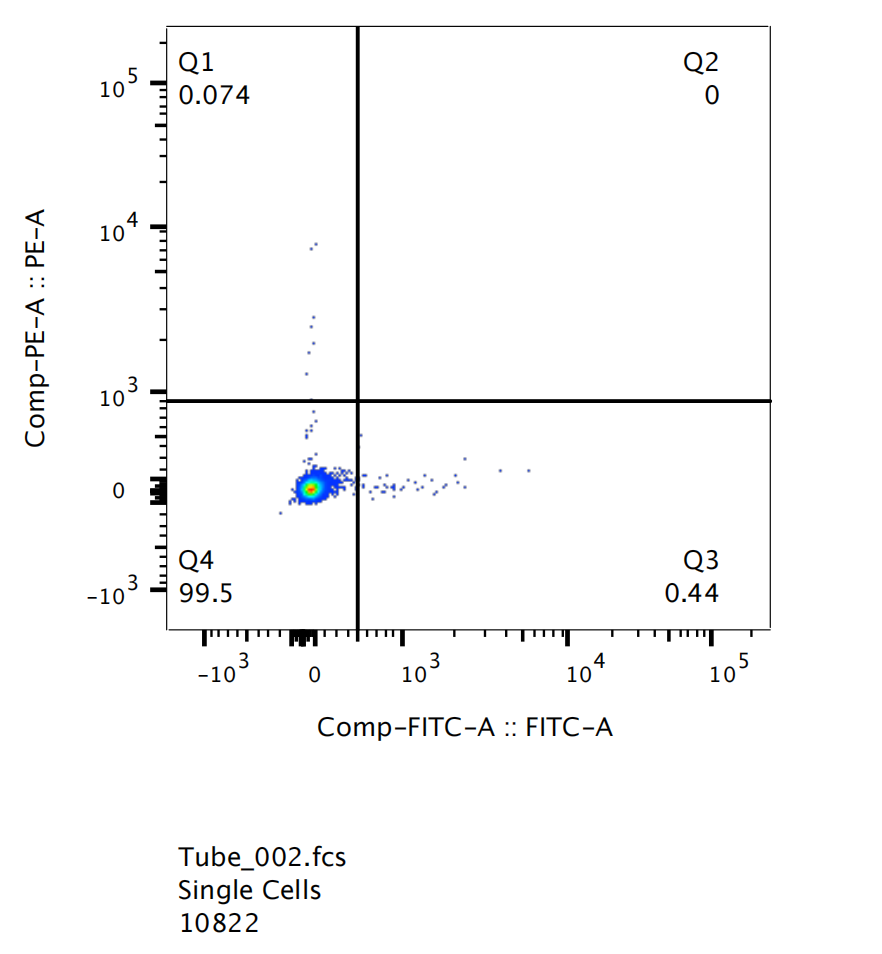 Q1
0.074
Q2
0
10^5
10^4
10^3
0
-10^3
Comp-PE-A :: PE-A
Q4
99.5
Q3
0.44
-10^3
0
10^3
10^4
10^5
Comp-FITC-A :: FITC-A
Tube_002.fcs
Single Cells
10822